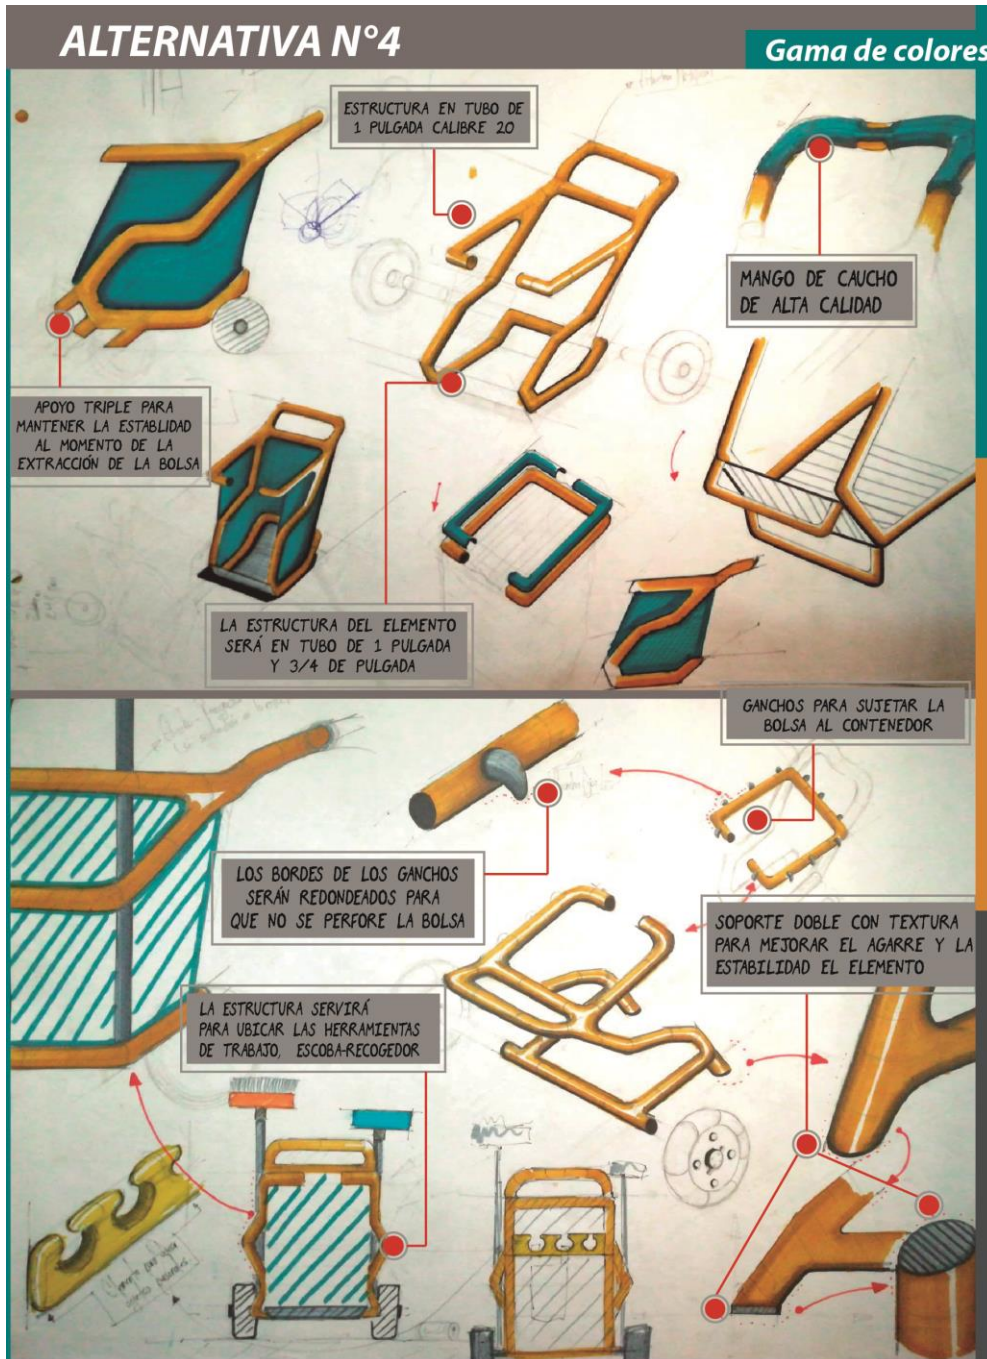 ALTERNATIVA N°4
Gama de colores
ESTRUCTURA EN TUBO DE
1 PULGADA CALIBRE 20
MANGO DE CAUCHO
DE ALTA CALIDAD
APOYO TRIPLE PARA
MANTENER LA ESTABLIDAD
AL MOMENTO DE LA
EXTRACCIÓN DE LA BOLSA
LA ESTRUCTURA DEL ELEMENTO
SERÁ EN TUBO DE 1 PULGADA
Y 3/4 DE PULGADA
GANCHOS PARA SUJETAR LA
BOLSA AL CONTENEDOR
LOS BORDES DE LOS GANCHOS
SERÁN REDONDEADOS PARA
QUE NO SE PERFORE LA BOLSA
SOPORTE DOBLE CON TEXTURA
PARA MEJORAR EL AGARRE Y LA
ESTABILIDAD EL ELEMENTO
LA ESTRUCTURA SERVIRÁ
PARA UBICAR LAS HERRAMIENTAS
DE TRABAJO, ESCOBA-RECOGEDOR